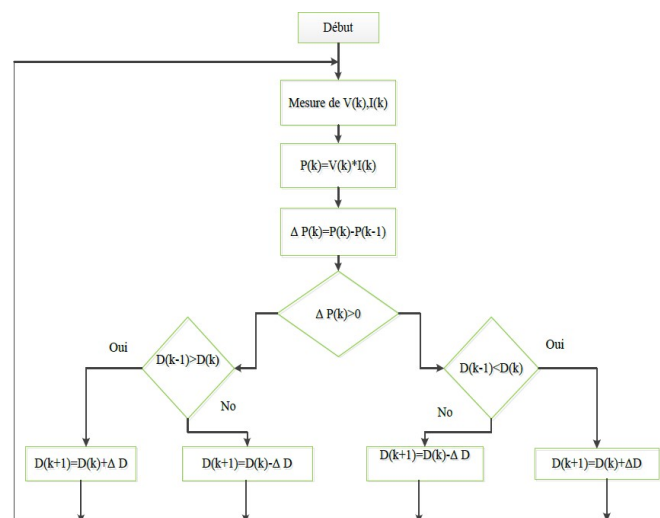 Début
Mesure de V(k),I(k)
P(k)=V(k)*I(k)
Δ P(k)=P(k)-P(k-1)
Δ P(k)>0
Oui
D(k-1)>D(k)
D(k-1)<D(k)
Oui
No
No
D(k+1)=D(k)+Δ D
D(k+1)=D(k)-Δ D
D(k+1)=D(k)-Δ D
D(k+1)=D(k)+ΔD